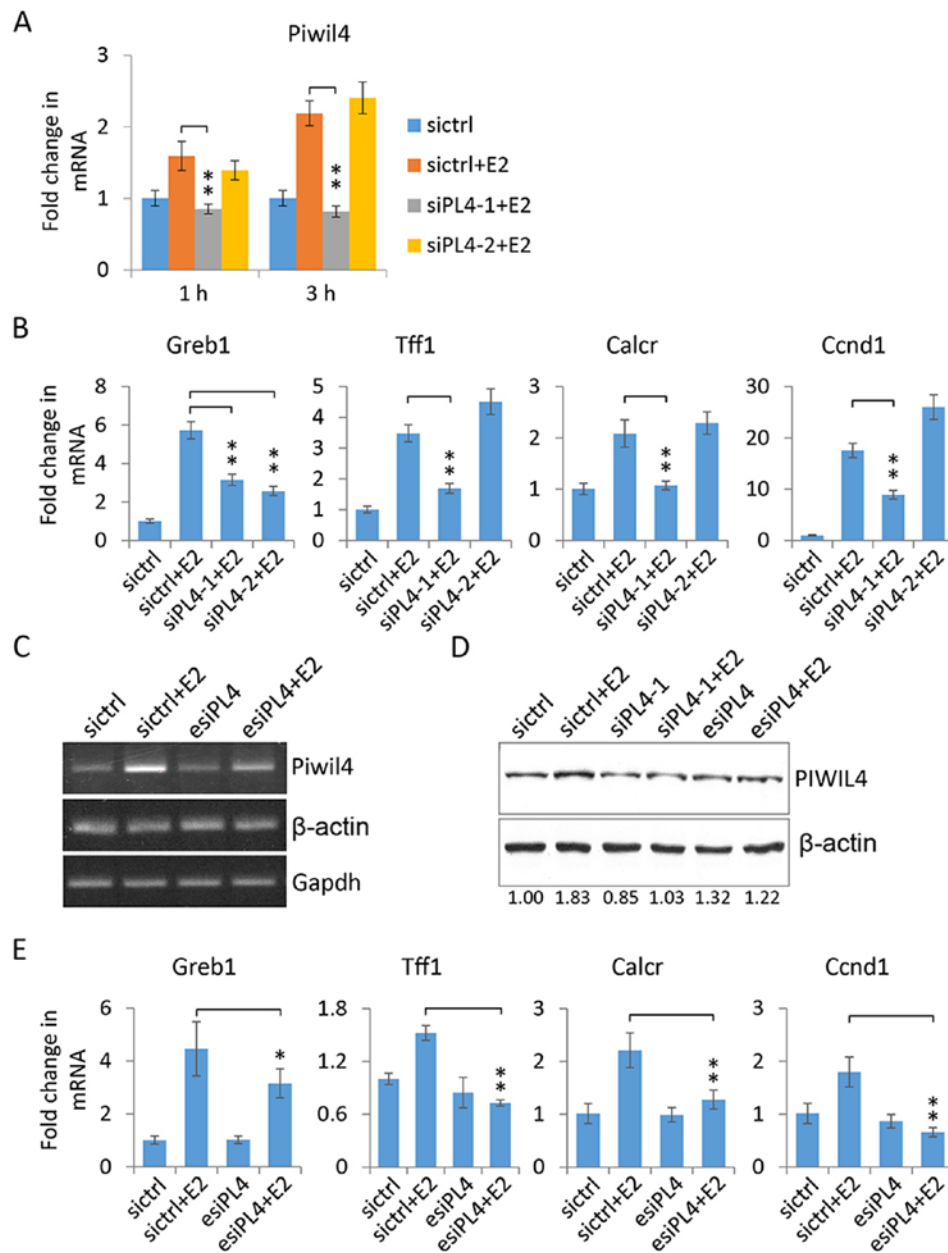 A
Piwil4
Fold change in
mRNA
3
2
1
0
**
**
1 h
3 h
sictrl
sictrl+E2
siPL4-1+E2
siPL4-2+E2
B
Greb1
Tff1
Calcr
Ccnd1
Fold change in
mRNA
8
6
4
2
0
**
**
sictrl
sictrl+E2
siPL4-1+E2
siPL4-2+E2
5
4
3
2
1
0
**
sictrl
sictrl+E2
siPL4-1+E2
siPL4-2+E2
3
2
1
0
**
sictrl
sictrl+E2
siPL4-1+E2
siPL4-2+E2
30
20
10
0
**
sictrl
sictrl+E2
siPL4-1+E2
siPL4-2+E2
C
sictrl
sictrl+E2
esiPL4
esiPL4+E2
Piwil4
β-actin
Gapdh
D
sictrl
sictrl+E2
siPL4-1
siPL4-1+E2
esiPL4
esiPL4+E2
PIWIL4
β-actin
1.00 1.83 0.85 1.03 1.32 1.22
E
Greb1
Tff1
Calcr
Ccnd1
Fold change in
mRNA
6
4
2
0
*
sictrl
sictrl+E2
esiPL4
esiPL4+E2
1.8
1.2
0.6
0
**
sictrl
sictrl+E2
esiPL4
esiPL4+E2
3
2
1
0
**
sictrl
sictrl+E2
esiPL4
esiPL4+E2
3
2
1
0
**
sictrl
sictrl+E2
esiPL4
esiPL4+E2